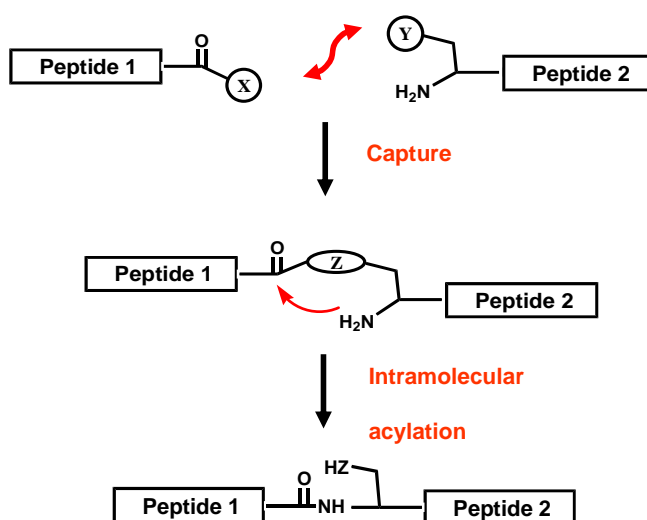 Peptide 1
O
X
Y
H₂N
Peptide 2
Capture
Peptide 1
O
Z
H₂N
Peptide 2
Intramolecular
acylation
Peptide 1
O
NH
HZ
Peptide 2